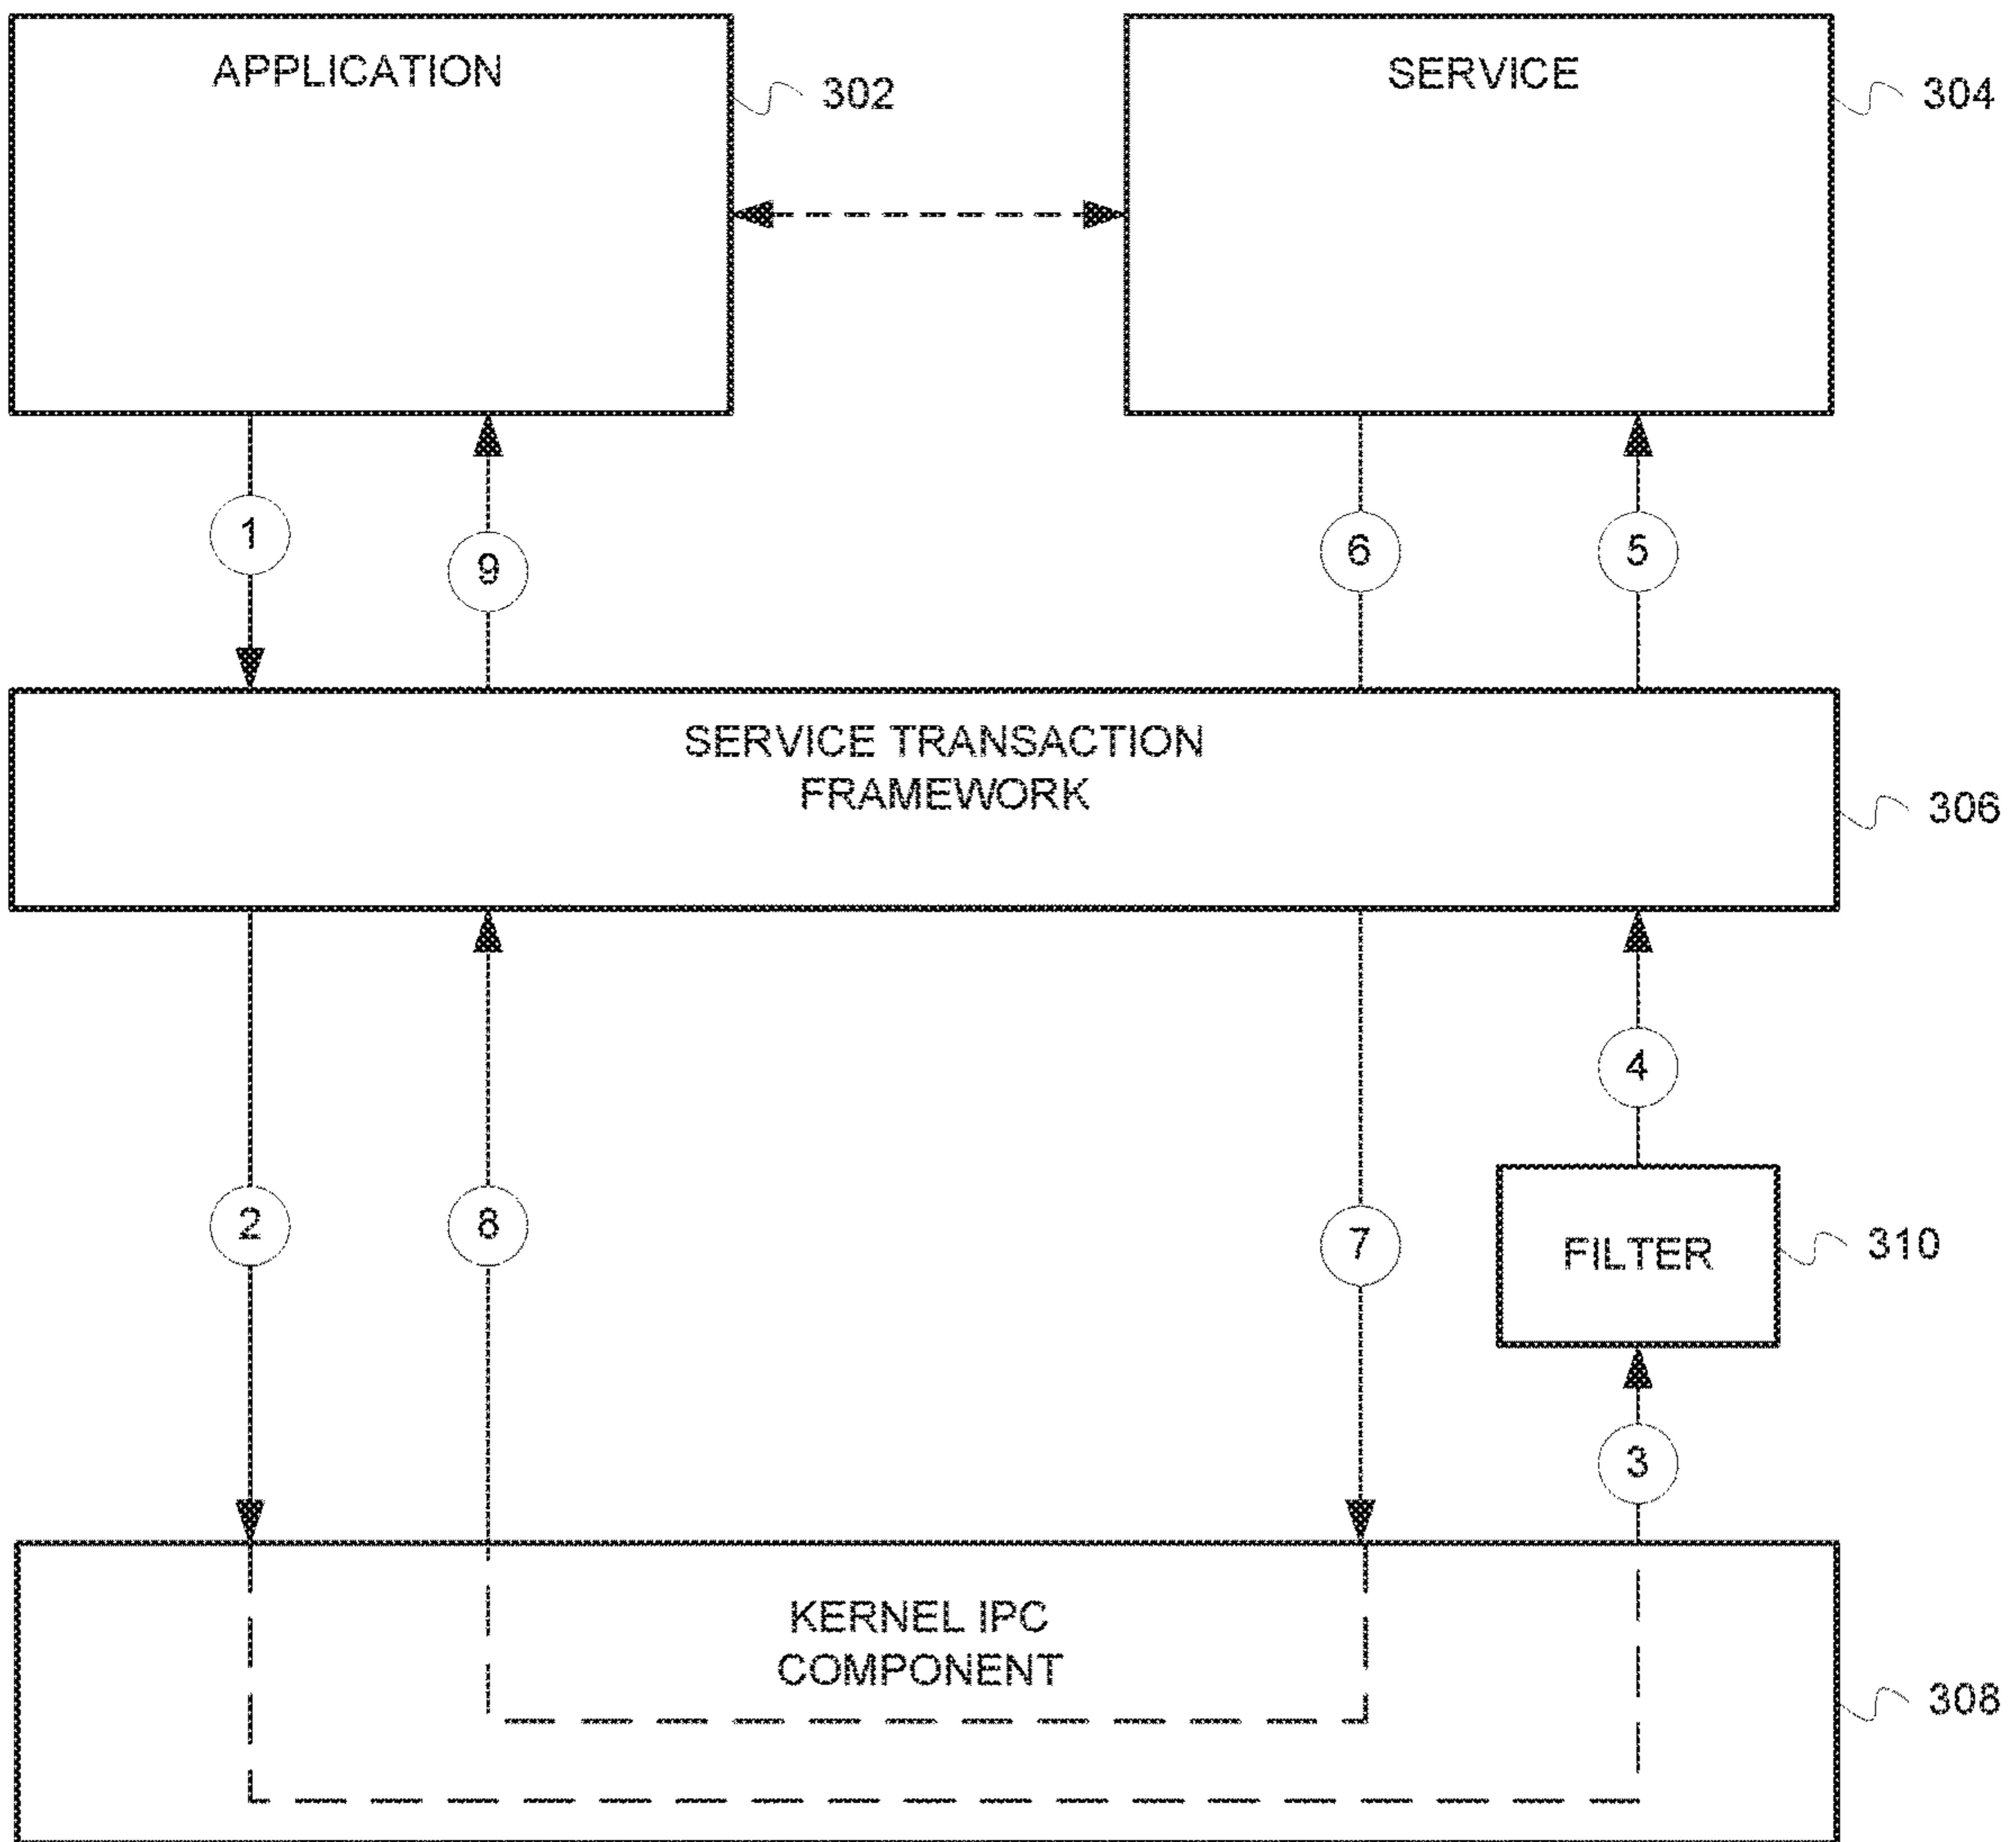 APPLICATION
302
SERVICE
304
1
9
6
5
SERVICE TRANSACTION
FRAMEWORK
306
4
2
8
7
FILTER
310
3
KERNEL IPC
COMPONENT
308